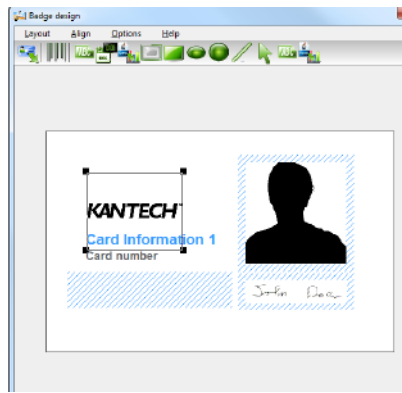 Badge design
Layout Align Options Help
KANTECH
Card Information 1
Card number